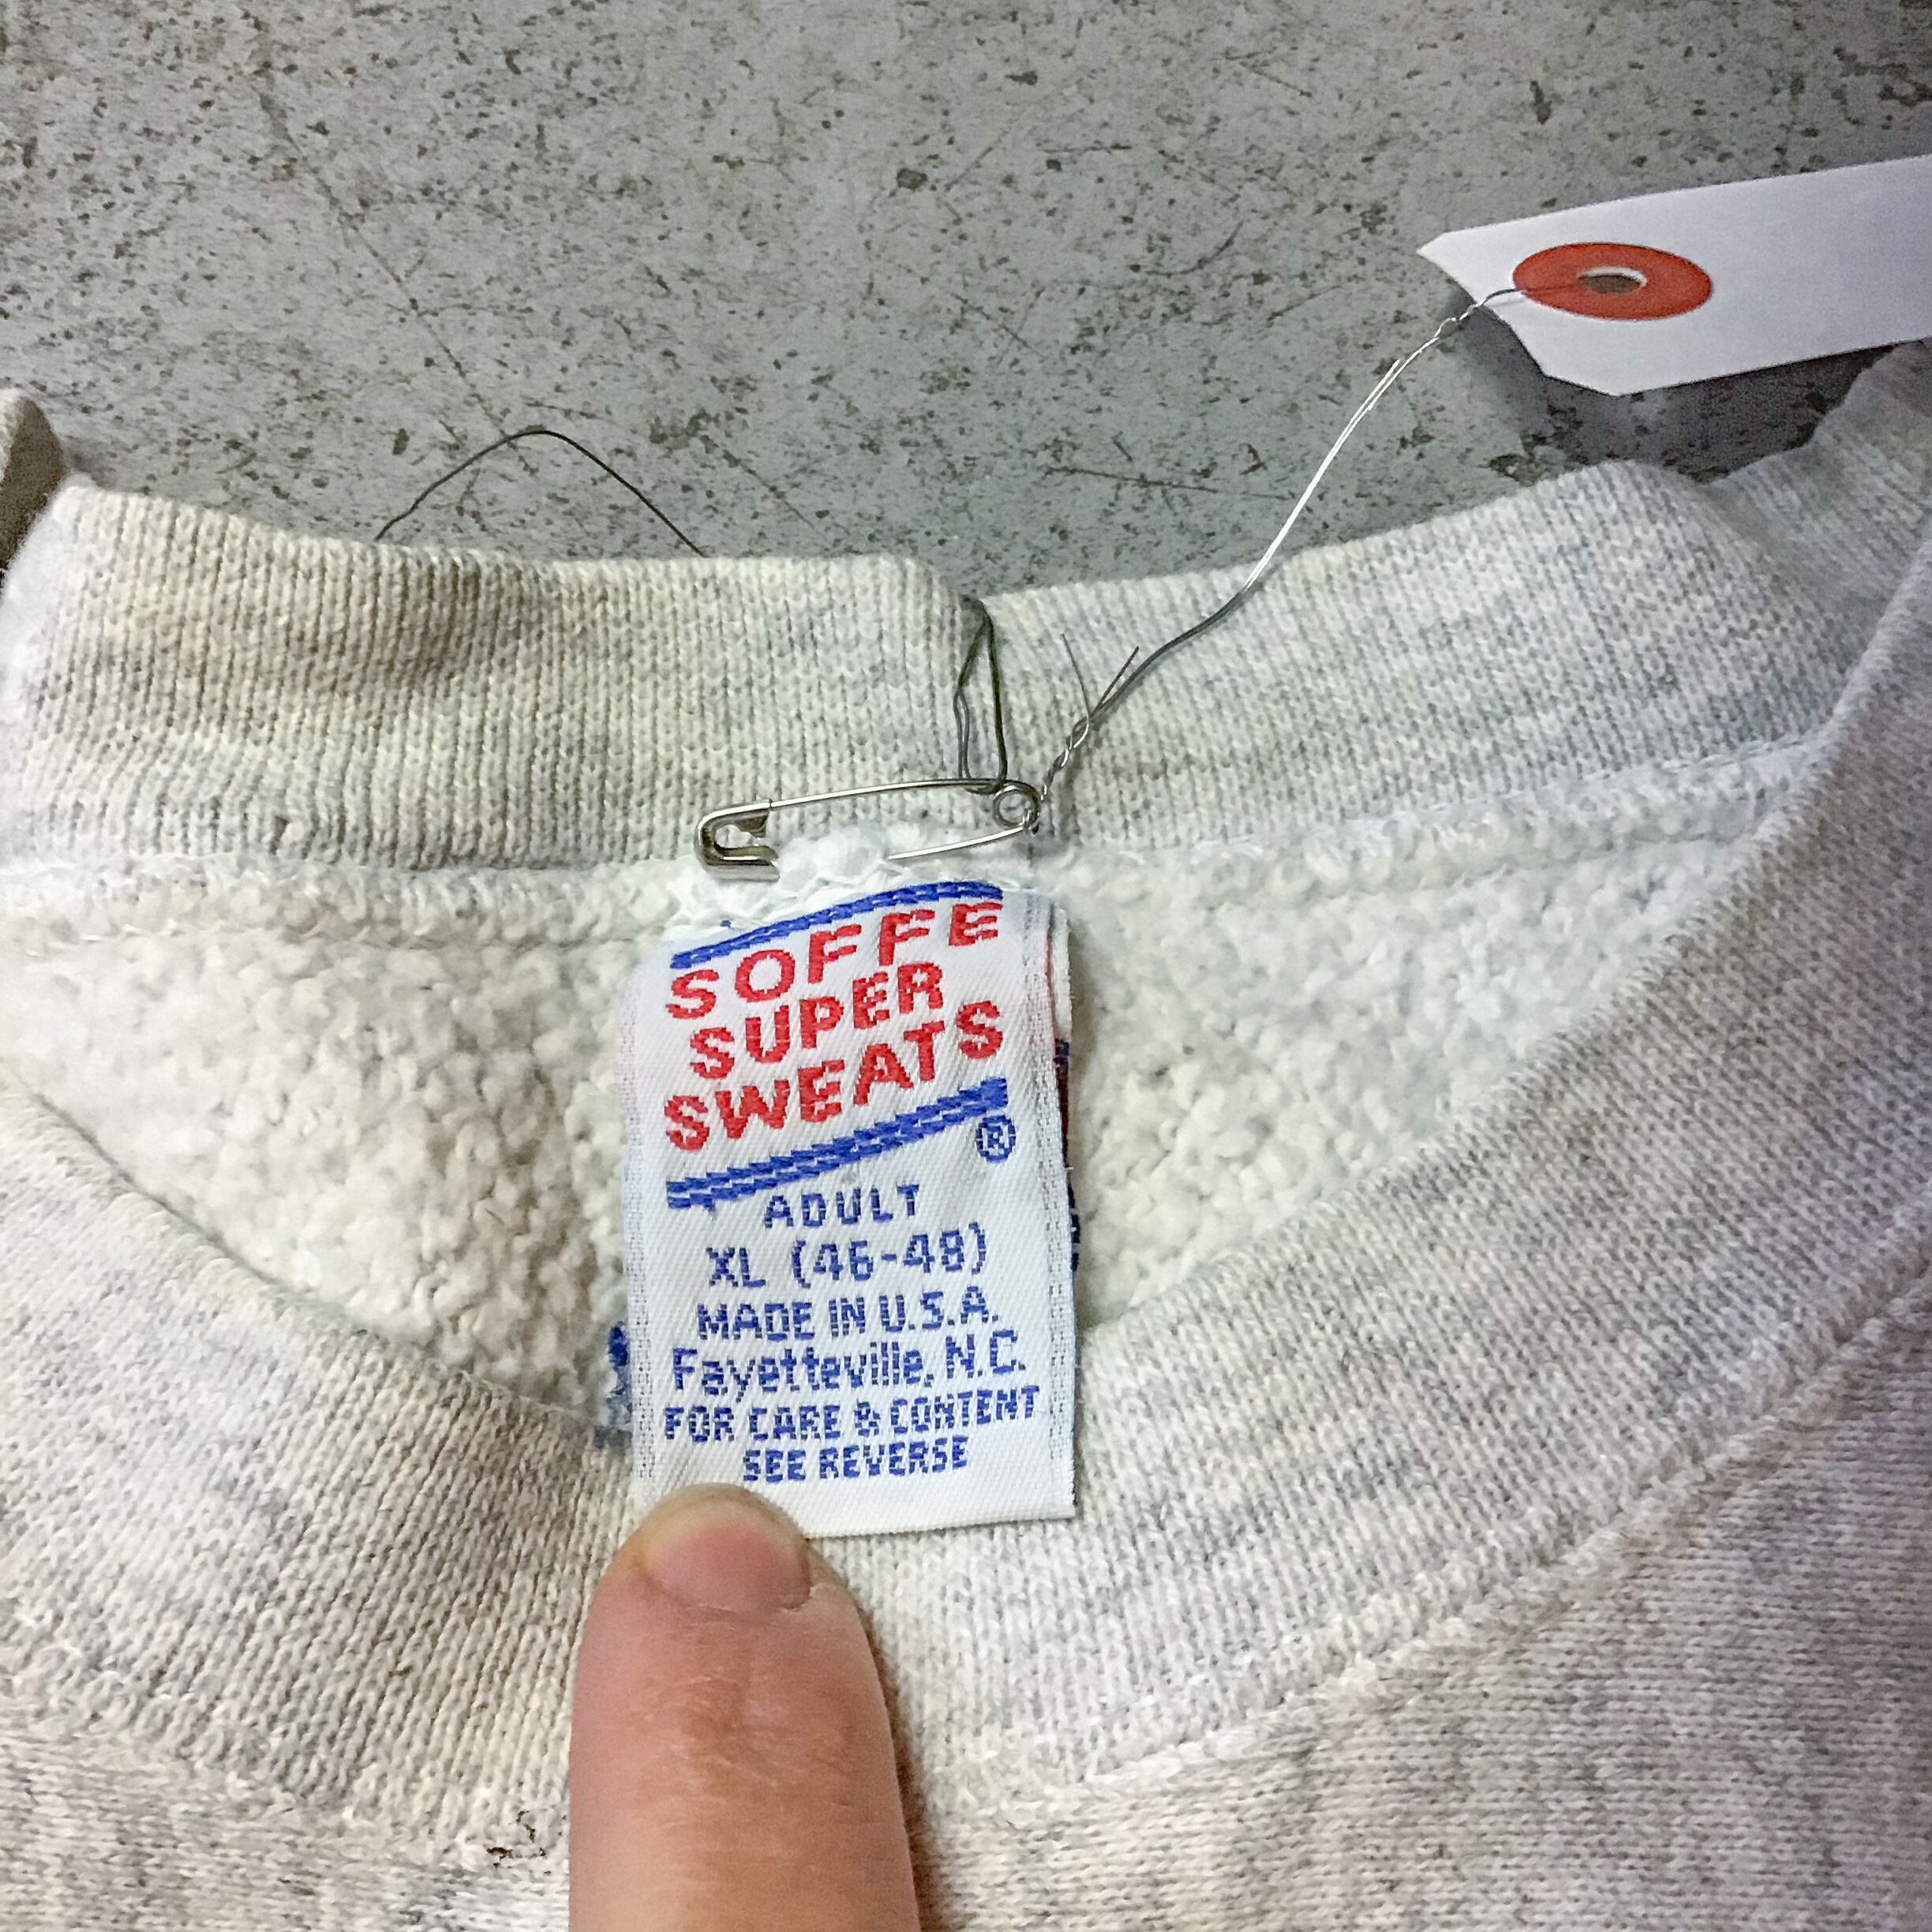 SOFFE
SUPER
SWEATS
®
ADULT
XL (46-48)
MADE IN U.S.A.
Fayetteville, N.C.
FOR CARE & CONTENT
SEE REVERSE